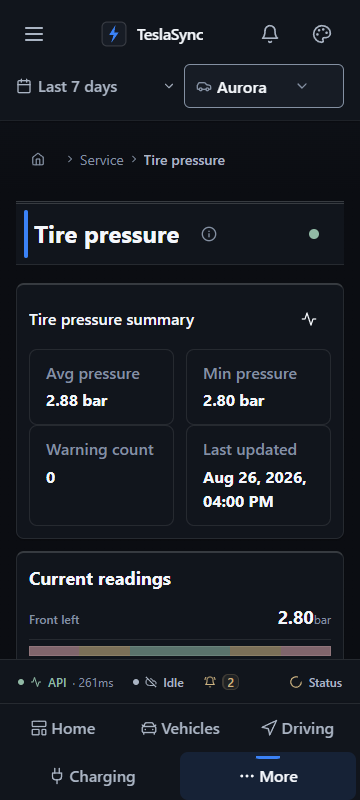 TeslaSync
Last 7 days
Aurora
Service
Tire pressure
Tire pressure
Tire pressure summary
Avg pressure
2.88 bar
Min pressure
2.80 bar
Warning count
0
Last updated
Aug 26, 2026,
04:00 PM
Current readings
Front left
2.80bar
API · 261ms
Idle
2
Status
Home
Vehicles
Driving
Charging
More